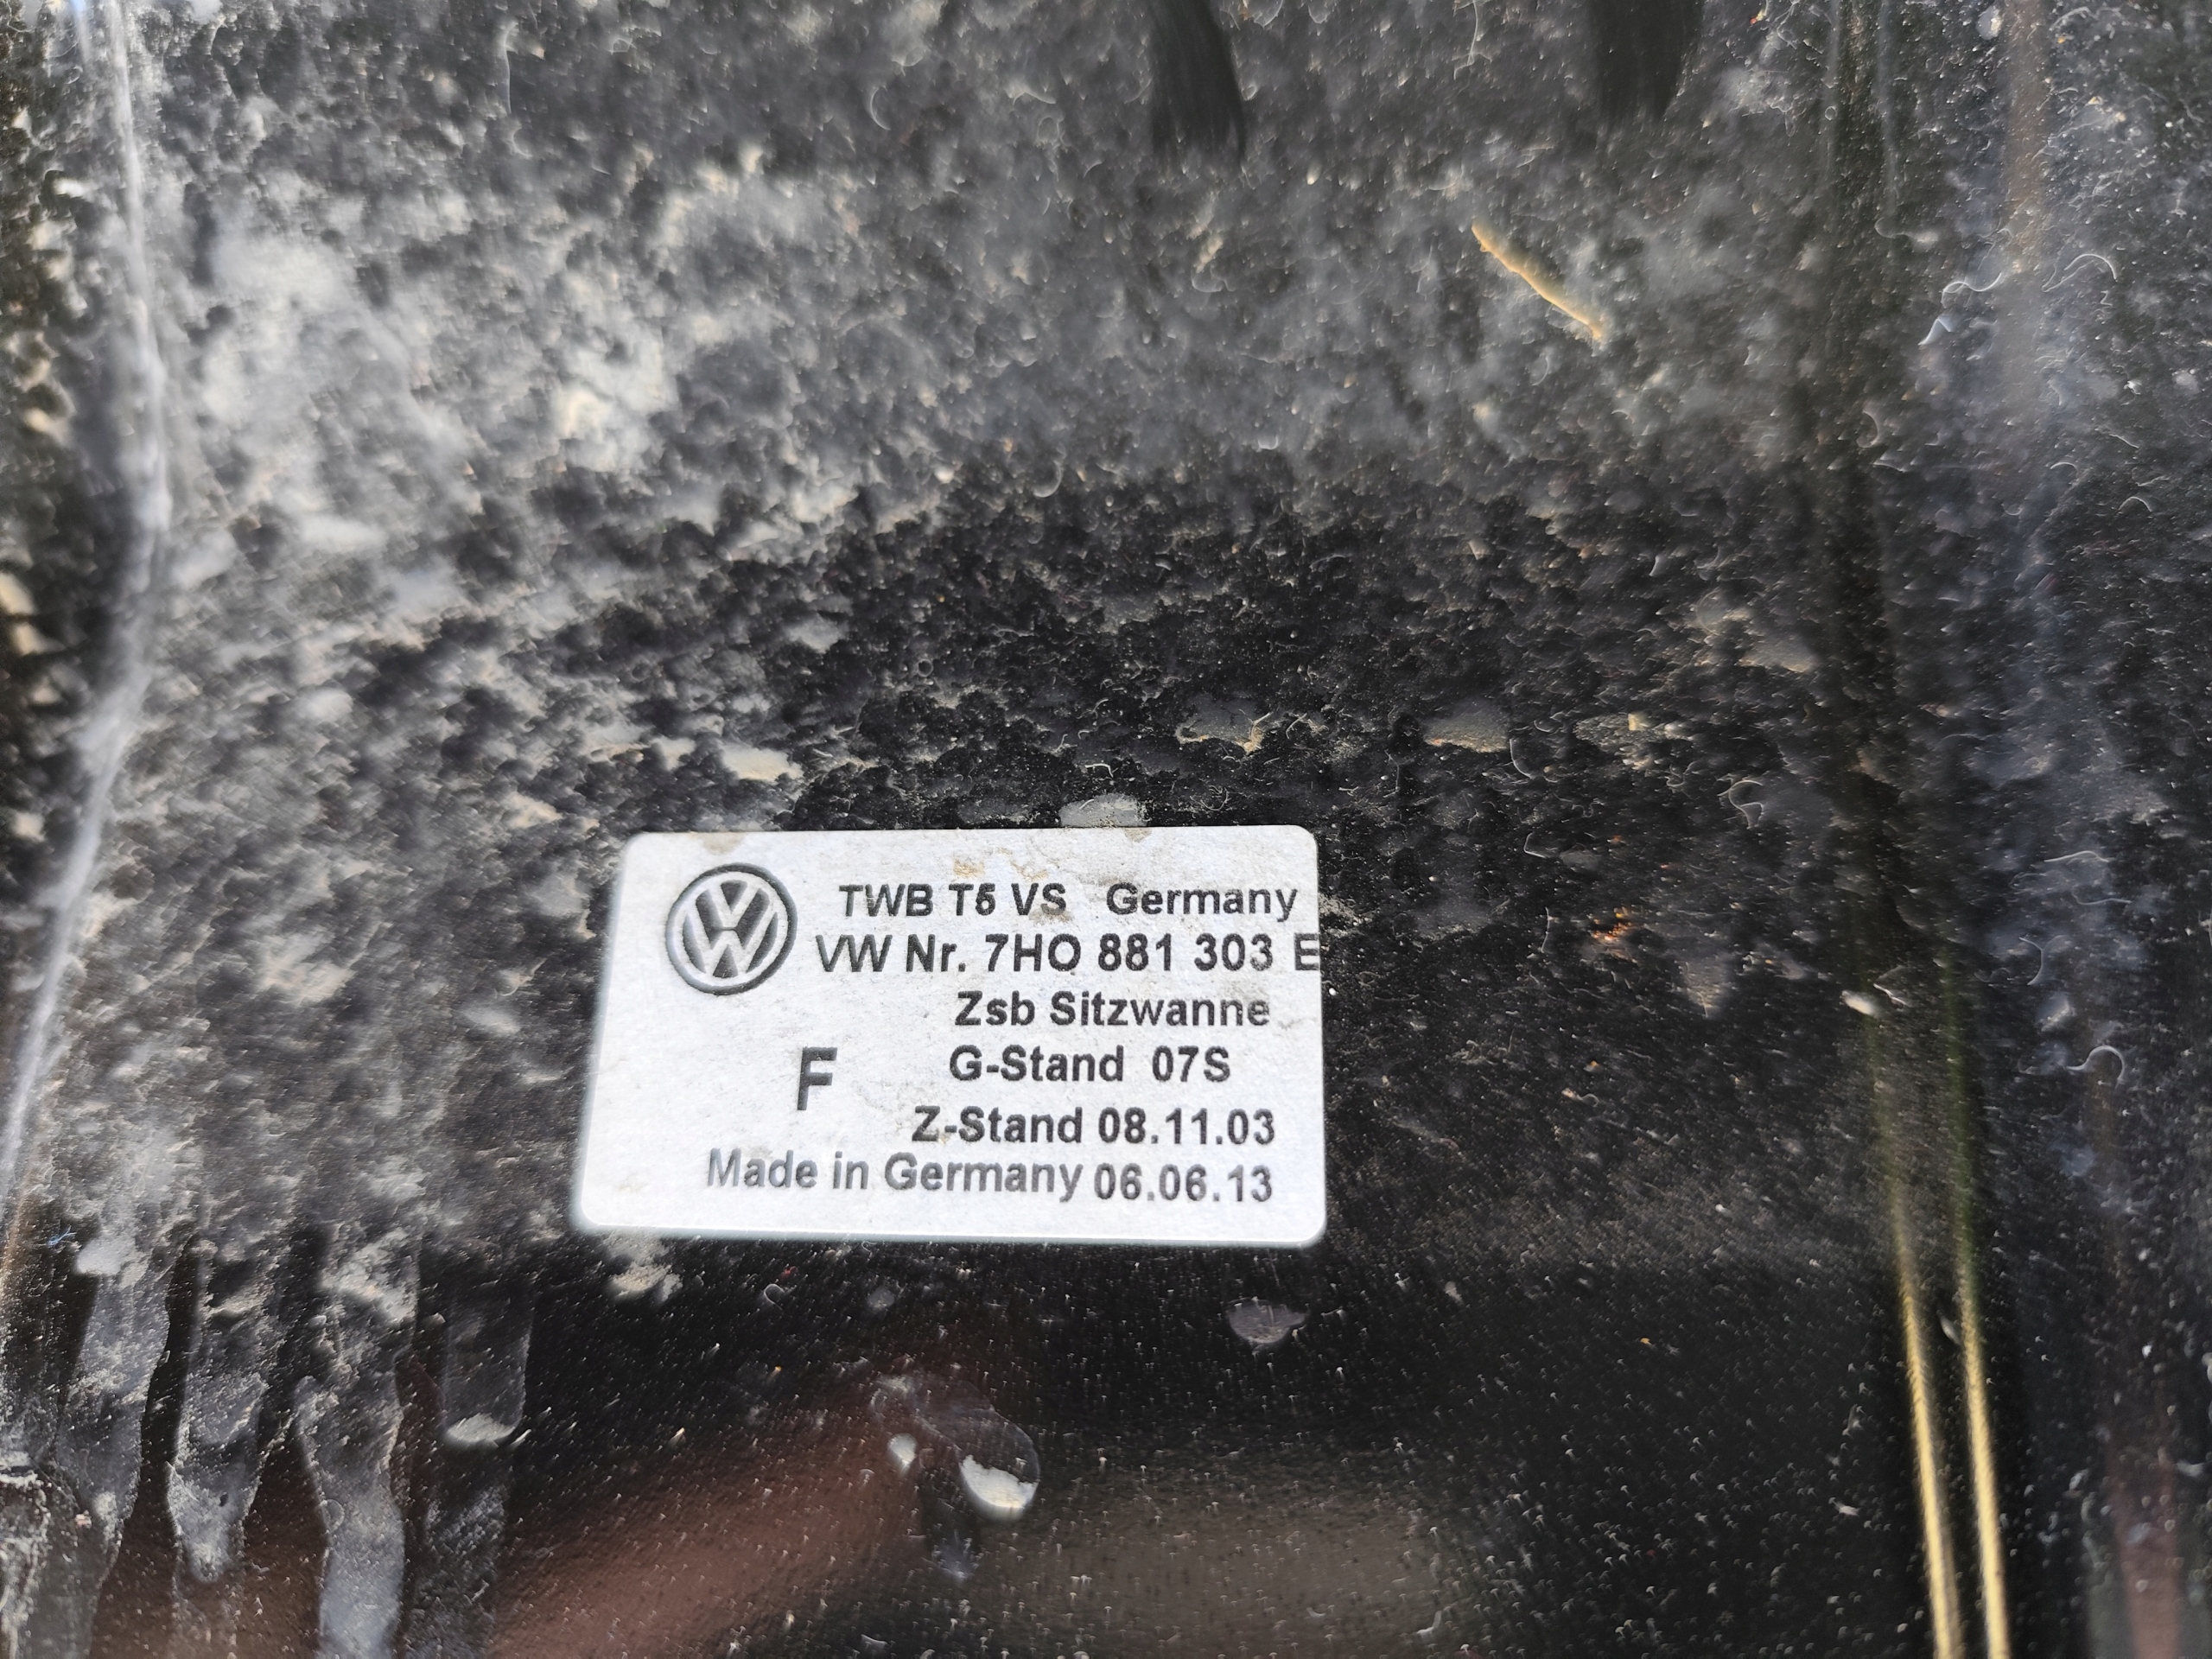 TWB T5 VS Germany
VW Nr. 7HO 881 303 E
Zsb Sitzwanne
F G-Stand 07S
Z-Stand 08.11.03
Made in Germany 06.06.13